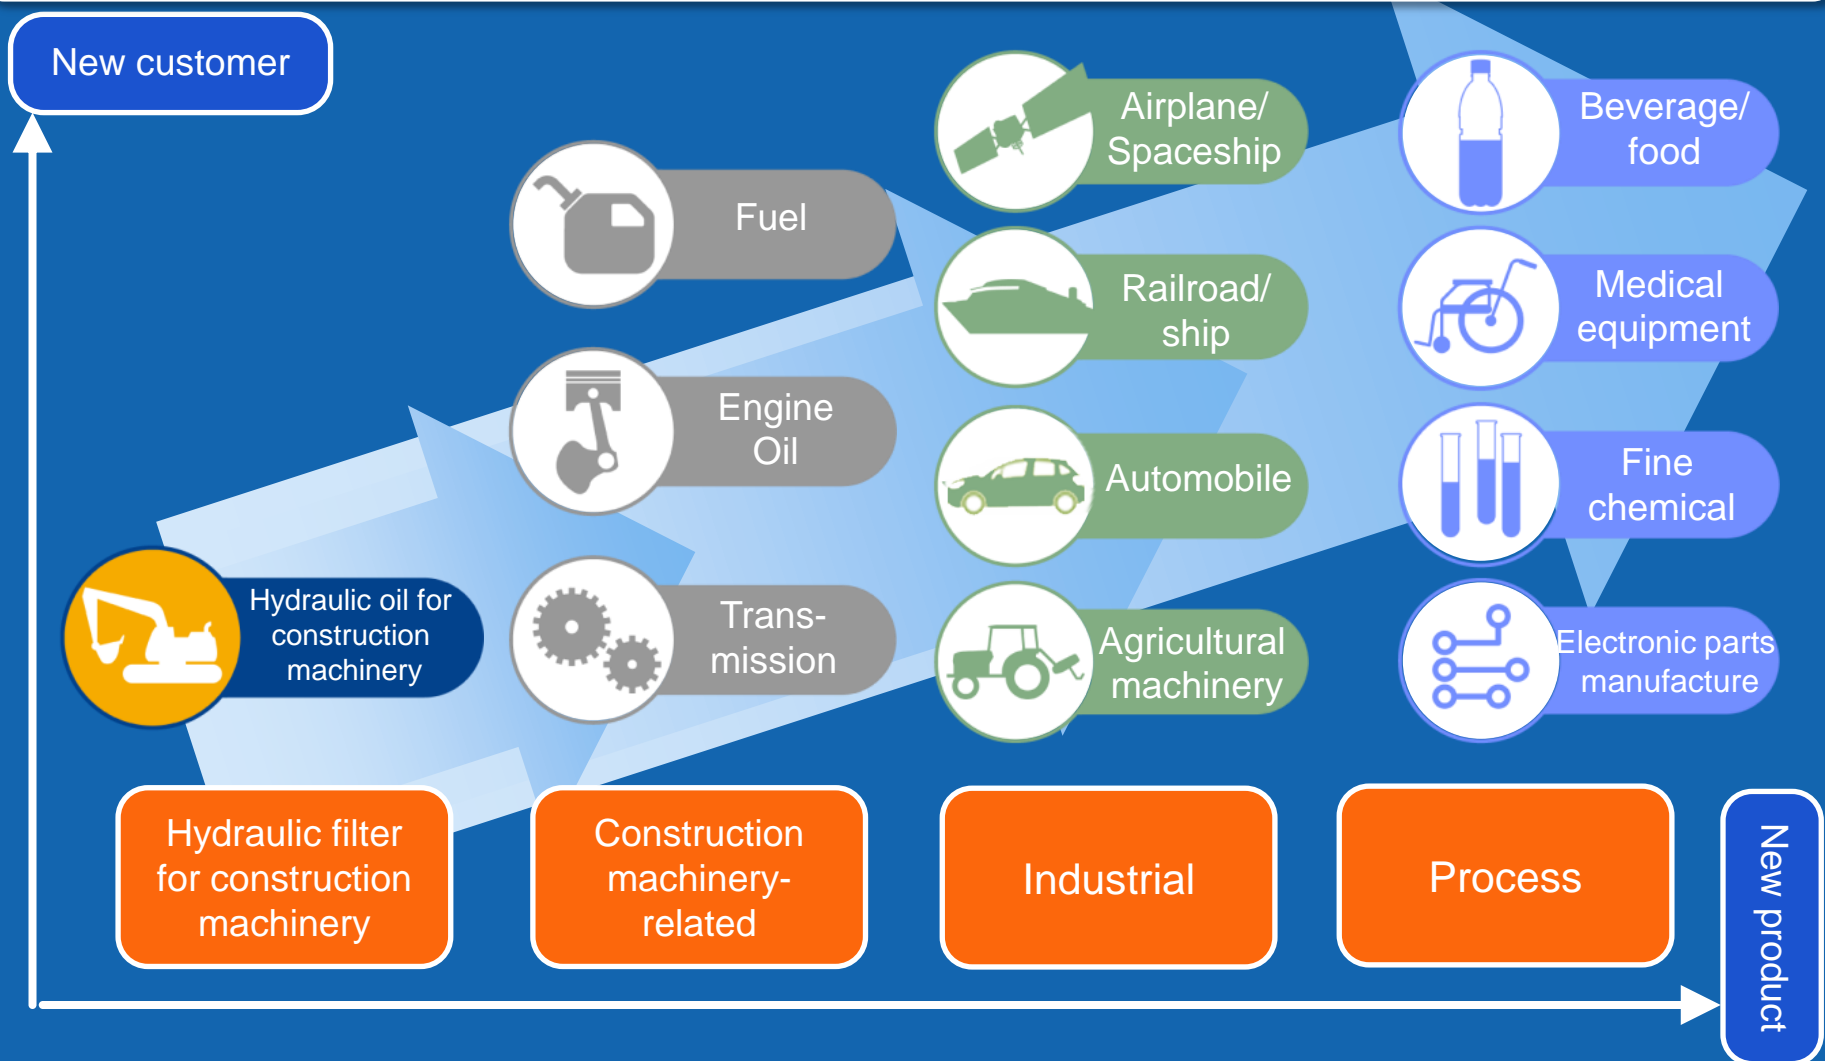 New customer
Fuel
Engine
Oil
Trans-
mission
Hydraulic oil for
construction
machinery
Airplane/
Spaceship
Railroad/
ship
Automobile
Agricultural
machinery
Beverage/
food
Medical
equipment
Fine
chemical
Electronic parts
manufacture
Hydraulic filter
for construction
machinery
Construction
machinery-
related
Industrial
Process
New product